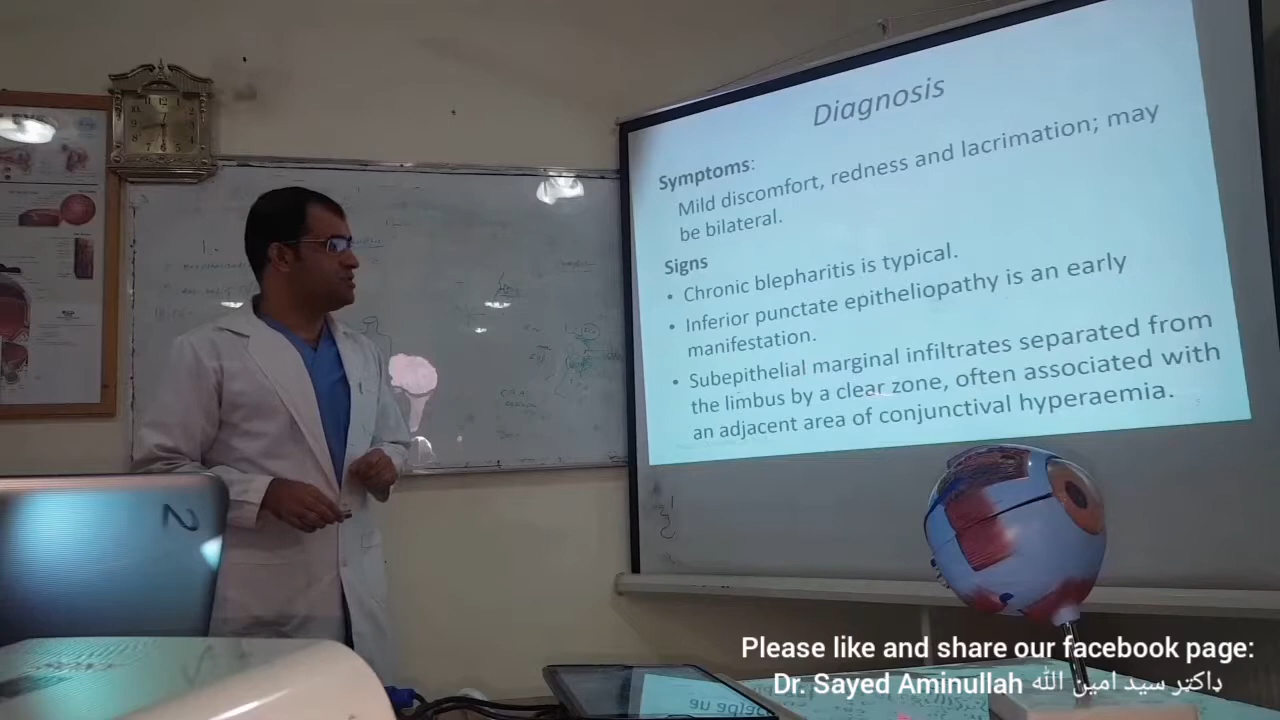 Diagnosis
Symptoms:
Mild discomfort, redness and lacrimation; may
be bilateral.
Signs
• Chronic blepharitis is typical.
• Inferior punctate epitheliopathy is an early
manifestation.
• Subepithelial marginal infiltrates separated from
the limbus by a clear zone, often associated with
an adjacent area of conjunctival hyperaemia.
2
Please like and share our facebook page:
Dr. Sayed Aminullah داکتر سید امین الله